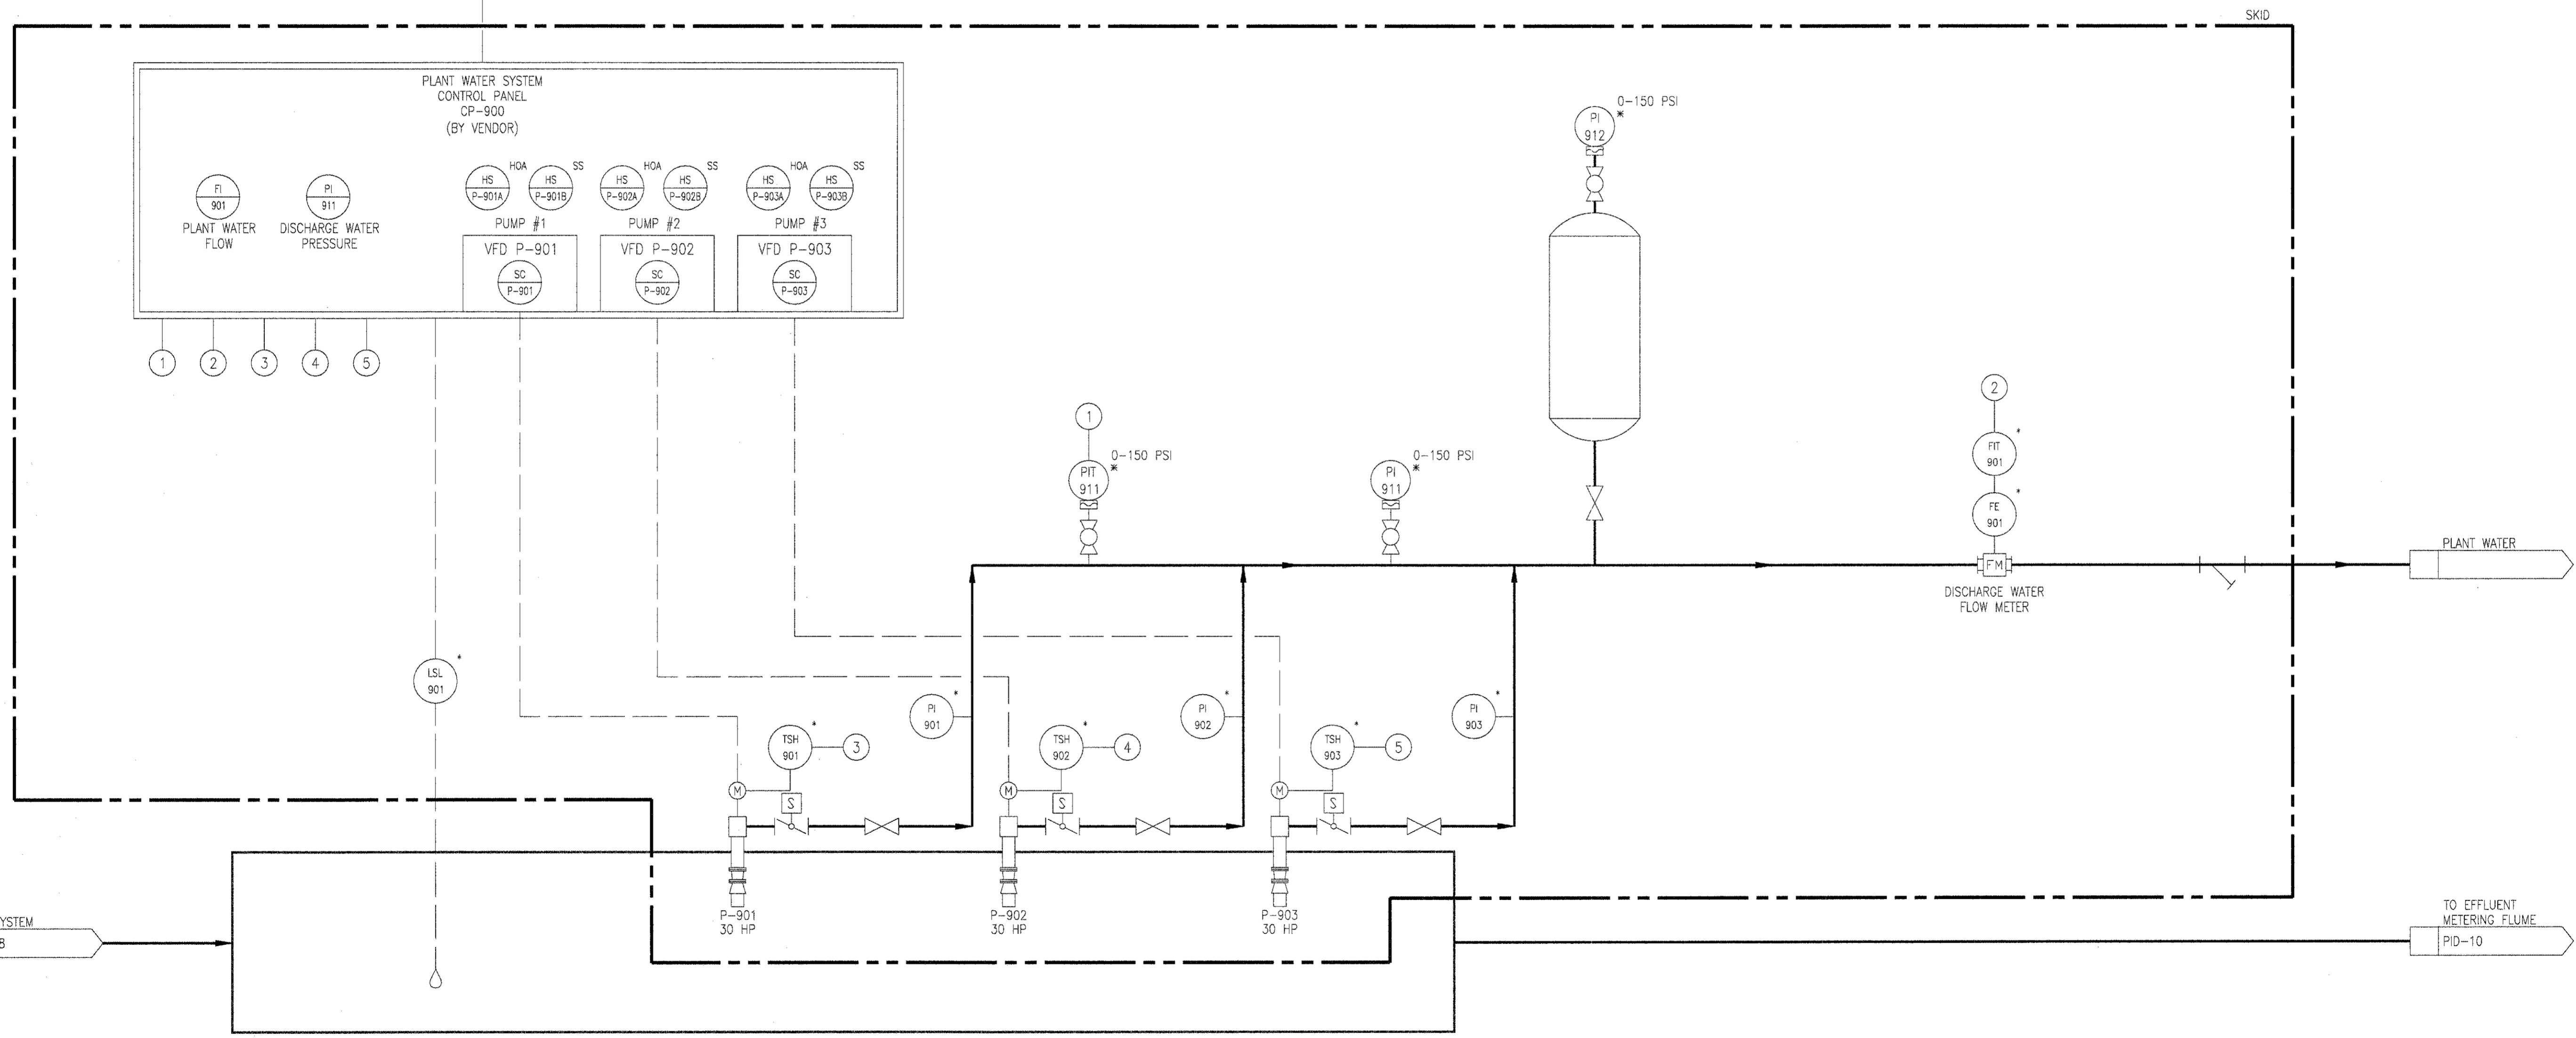 SKID
PLANT WATER SYSTEM
CONTROL PANEL
CP-900
(BY VENDOR)
FI
901
PLANT WATER
FLOW
PI
911
DISCHARGE WATER
PRESSURE
HS
P-901A
HOA
HS
P-901B
SS
PUMP #1
VFD P-901
SC
P-901
HS
P-902A
HOA
HS
P-902B
SS
PUMP #2
VFD P-902
SC
P-902
HS
P-903A
HOA
HS
P-903B
SS
PUMP #3
VFD P-903
SC
P-903
1
2
3
4
5
0-150 PSI
*
PI
912
1
0-150 PSI
*
PIT
911
0-150 PSI
*
PI
911
2
*
FIT
901
*
FE
901
FM
DISCHARGE WATER
FLOW METER
PLANT WATER
*
LSL
901
*
PI
901
*
PI
902
*
PI
903
*
TSH
901
3
*
TSH
902
4
*
TSH
903
5
M
S
M
S
M
S
P-901
30 HP
P-902
30 HP
P-903
30 HP
YSTEM
8
TO EFFLUENT
METERING FLUME
PID-10